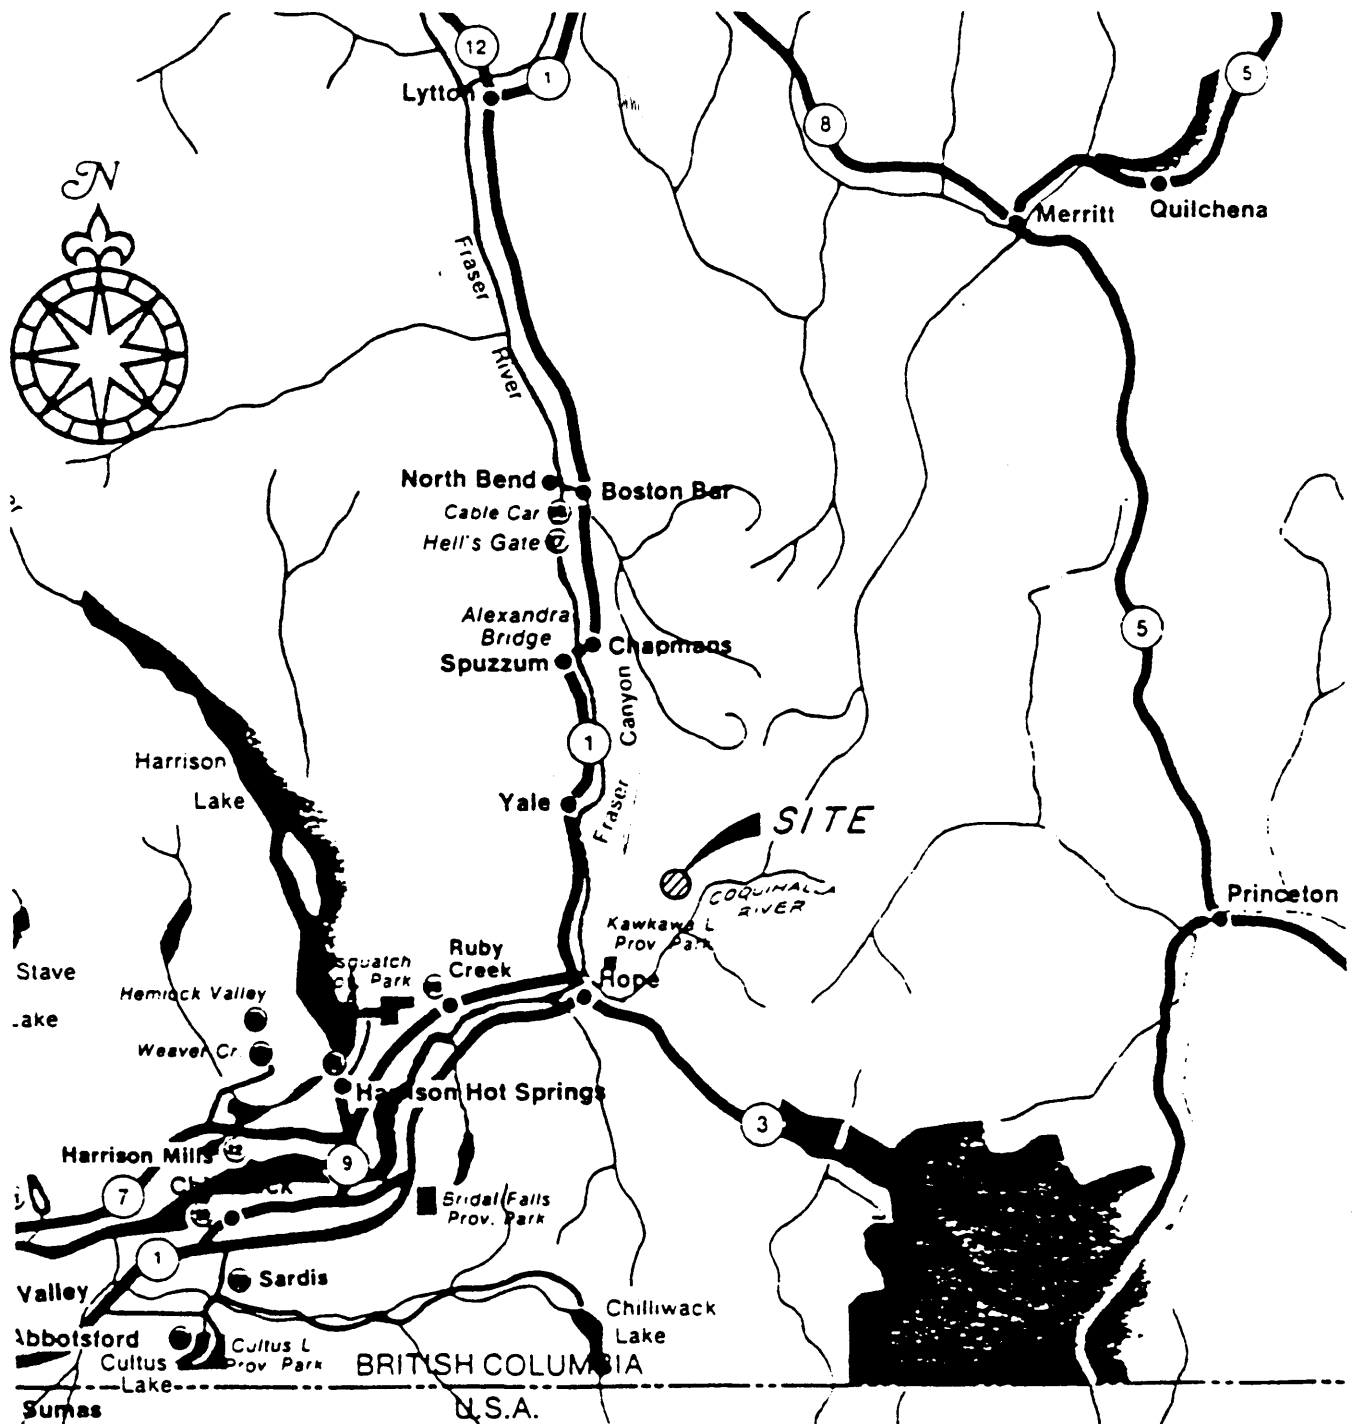 12
1
Lytton
5
8
N
Merritt
Quilchena
Fraser
River
North Bend
Boston Bar
Cable Car
Hell's Gate
Alexandra
Bridge
Chapmans
Spuzzum
5
Canyon
1
Harrison
Lake
Yale
Fraser
SITE
COQUIHALLA
RIVER
Princeton
Kawkawa L
Prov. Park
Ruby
Creek
Hope
Park
Stave
Hemlock Valley
Weaver Cr.
Harrison Hot Springs
3
Harrison Mills
9
7
Bridal Falls
Prov. Park
1
Sardis
Valley
Chilliwack
Lake
Abbotsford
Cultus
Lake
Cultus L
Prov Park
BRITISH COLUMBIA
U.S.A.
Sumas